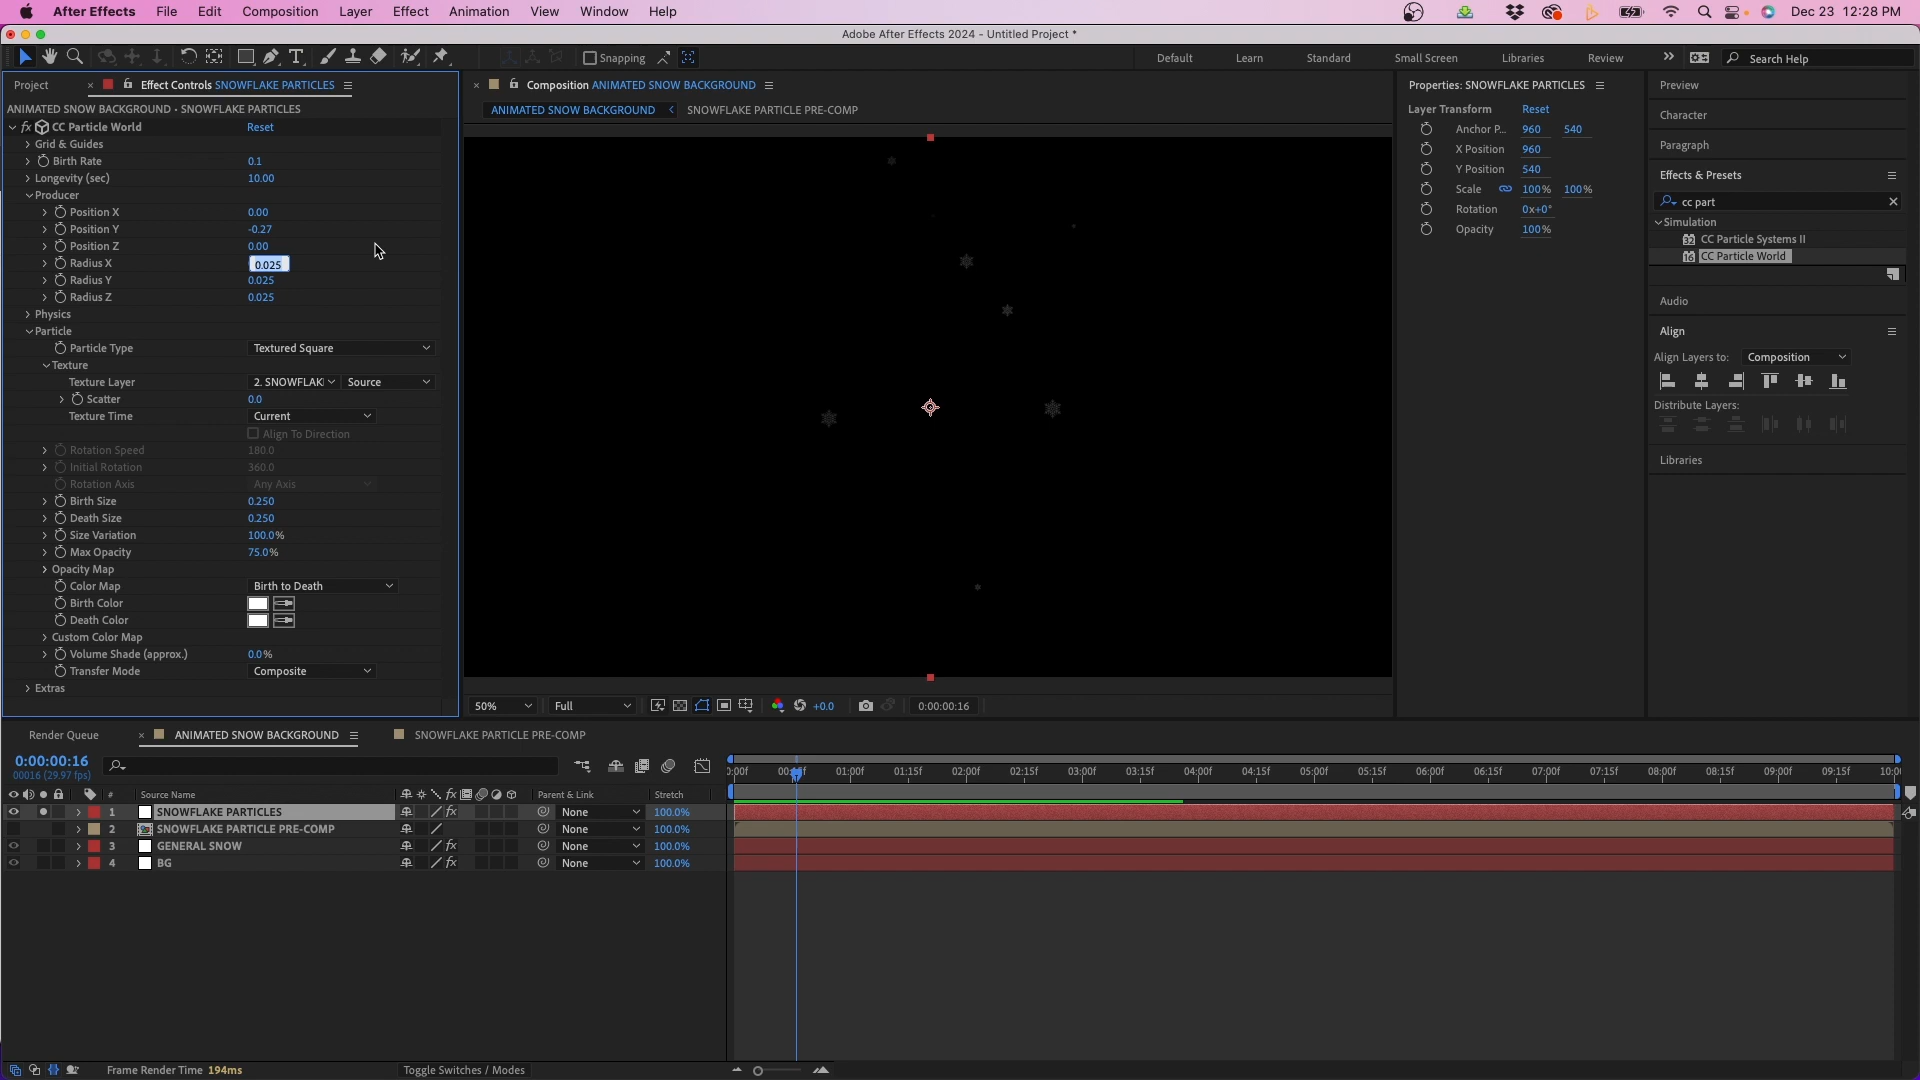 After Effects File Edit Composition Layer Effect Animation View Window Help Dec 23 12:28 PM
Adobe After Effects 2024 - Untitled Project *
Snapping Default Learn Standard Small Screen Libraries Review Search Help
Project Effect Controls SNOWFLAKE PARTICLES
ANIMATED SNOW BACKGROUND • SNOWFLAKE PARTICLES
fx CC Particle World Reset
Grid & Guides
Birth Rate 0.1
Longevity (sec) 10.00
Producer
Position X 0.00
Position Y -0.27
Position Z 0.00
Radius X 0.025
Radius Y 0.025
Radius Z 0.025
Physics
Particle
Particle Type Textured Square
Texture
Texture Layer 2. SNOWFLAK Source
Scatter 0.0
Texture Time Current
Align To Direction
Rotation Speed 180.0
Initial Rotation 360.0
Rotation Axis Any Axis
Birth Size 0.250
Death Size 0.250
Size Variation 100.0%
Max Opacity 75.0%
Opacity Map
Color Map Birth to Death
Birth Color
Death Color
Custom Color Map
Volume Shade (approx.) 0.0%
Transfer Mode Composite
Extras
Composition ANIMATED SNOW BACKGROUND
ANIMATED SNOW BACKGROUND SNOWFLAKE PARTICLE PRE-COMP
50% Full +0.0 0:00:00:16
Properties: SNOWFLAKE PARTICLES
Layer Transform Reset
Anchor P... 960 540
X Position 960
Y Position 540
Scale 100% 100%
Rotation 0x+0°
Opacity 100%
Preview
Character
Paragraph
Effects & Presets
cc part
Simulation
32 CC Particle Systems II
16 CC Particle World
Audio
Align
Align Layers to: Composition
Distribute Layers:
Libraries
Render Queue ANIMATED SNOW BACKGROUND SNOWFLAKE PARTICLE PRE-COMP
0:00:00:16
00016 (29.97 fps)
# Source Name fx Parent & Link Stretch
1 SNOWFLAKE PARTICLES fx None 100.0%
2 SNOWFLAKE PARTICLE PRE-COMP None 100.0%
3 GENERAL SNOW fx None 100.0%
4 BG fx None 100.0%
01:00f 01:15f 02:00f 02:15f 03:00f 03:15f 04:00f 04:15f 05:00f 05:15f 06:00f 06:15f 07:00f 07:15f 08:00f 08:15f 09:00f 09:15f
Frame Render Time 194ms Toggle Switches / Modes